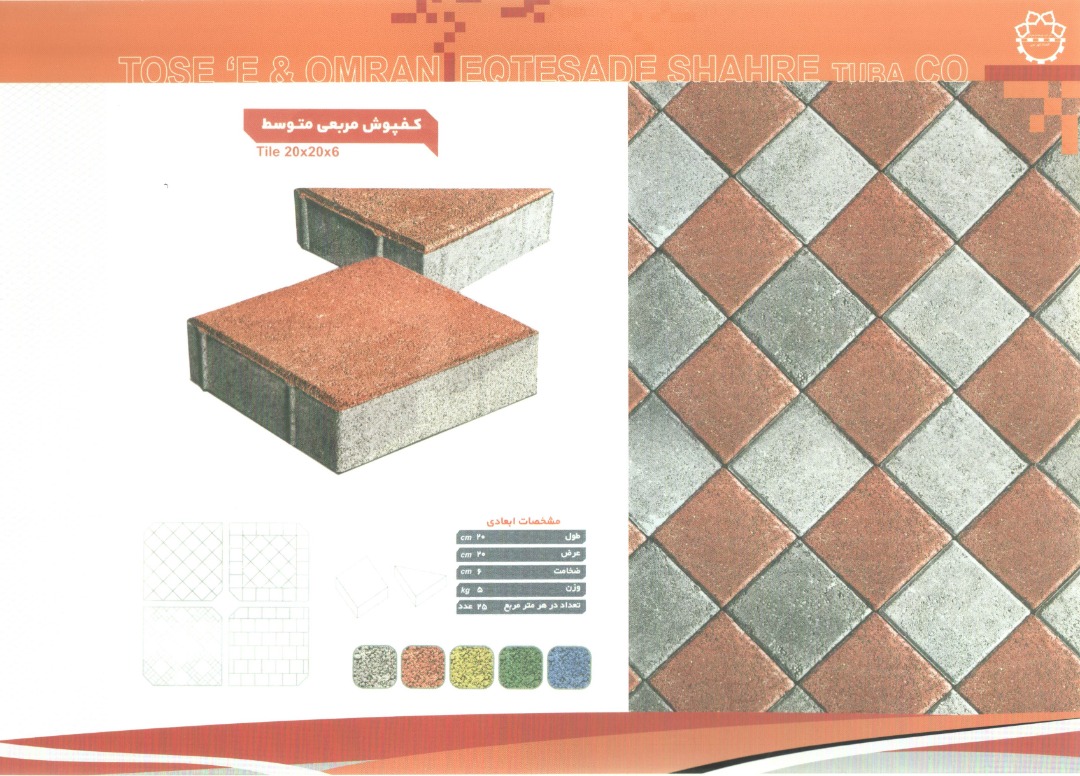 TOSE ‘E & OMRAN EQTESADE SHAHRE TUBA CO
کفپوش مربعی متوسط
Tile 20x20x6
مشخصات ابعادی
طول ۲۰ cm
عرض ۲۰ cm
ضخامت ۶ cm
وزن ۵ kg
تعداد در هر متر مربع ۲۵ عدد